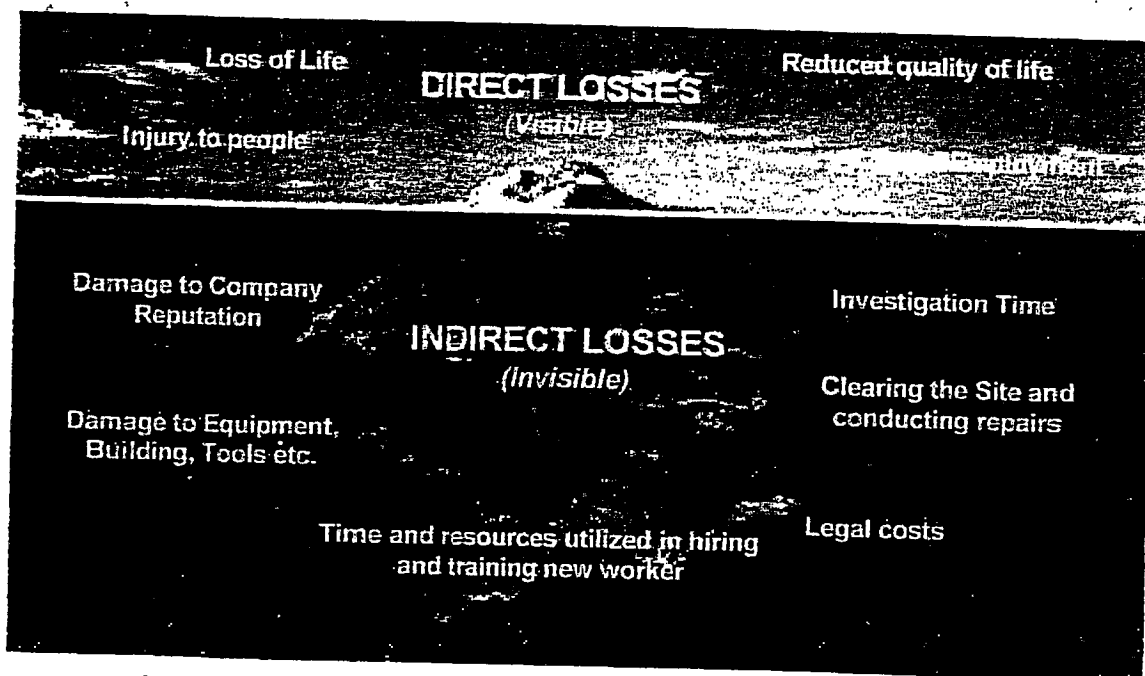 Loss of Life
DIRECT LOSSES
(Visible)
Reduced quality of life
Injury to people
Damage to Company
Reputation
INDIRECT LOSSES
(Invisible)
Investigation Time
Clearing the Site and
conducting repairs
Damage to Equipment,
Building, Tools etc.
Time and resources utilized in hiring
and training new worker
Legal costs